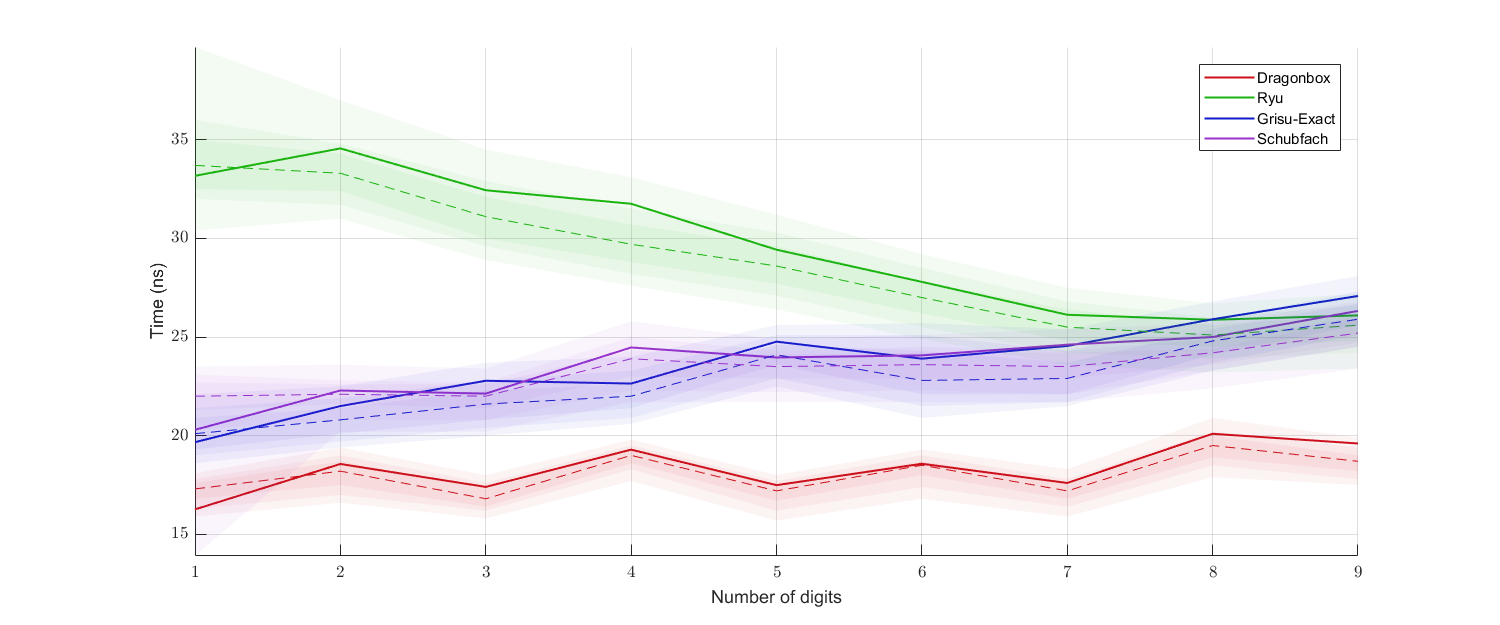 Dragonbox
Ryu
Grisu-Exact
Schubfach
Time (ns)
35
30
25
20
15
1 2 3 4 5 6 7 8 9
Number of digits